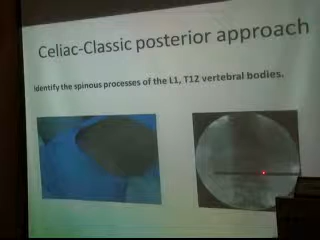 Celiac-Classic posterior approach
Identify the spinous processes of the L1, T12 vertebral bodies.